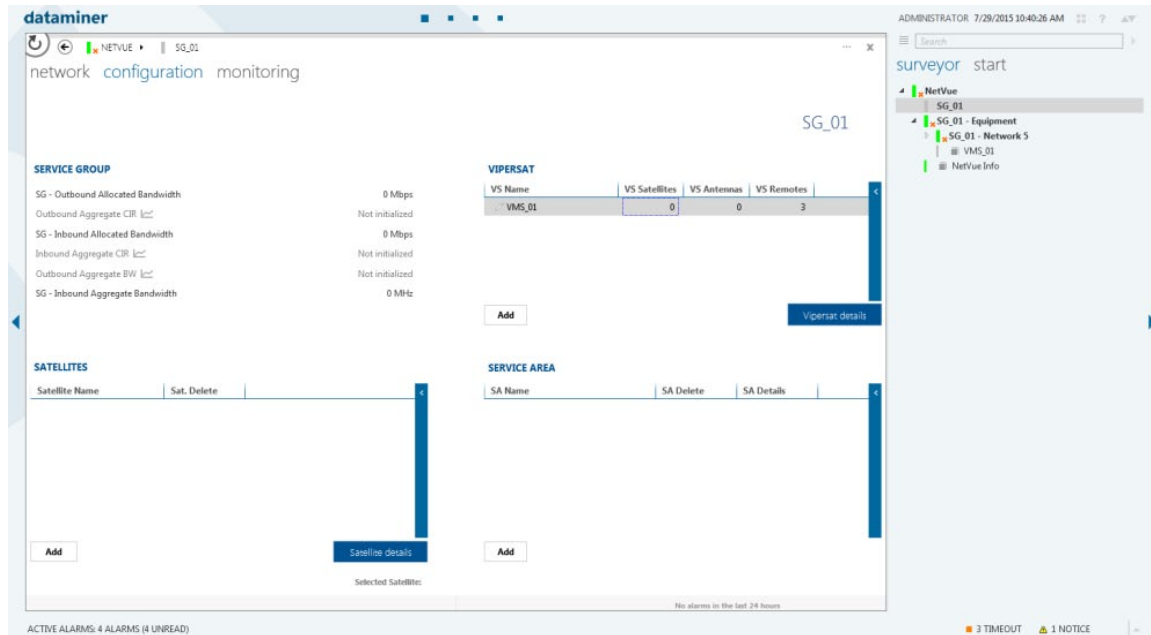 dataminer
ADMINISTRATOR 7/29/2015 10:40:26 AM ?
NETVUE SG_01
Search
network configuration monitoring
surveyor start
NetVue
SG_01
SG_01 - Equipment
SG_01 - Network 5
VMS_01
NetVue Info
SG_01
SERVICE GROUP
SG - Outbound Allocated Bandwidth 0 Mbps
Outbound Aggregate CIR Not initialized
SG - Inbound Allocated Bandwidth 0 Mbps
Inbound Aggregate CIR Not initialized
Outbound Aggregate BW Not initialized
SG - Inbound Aggregate Bandwidth 0 MHz
VIPERSAT
VS Name VS Satellites VS Antennas VS Remotes
VMS_01 0 0 3
Add Vipersat details
SATELLITES
Satellite Name Sat. Delete
Add Satellite details
Selected Satellite:
SERVICE AREA
SA Name SA Delete SA Details
Add
No alarms in the last 24 hours
ACTIVE ALARMS: 4 ALARMS (4 UNREAD) 3 TIMEOUT 1 NOTICE